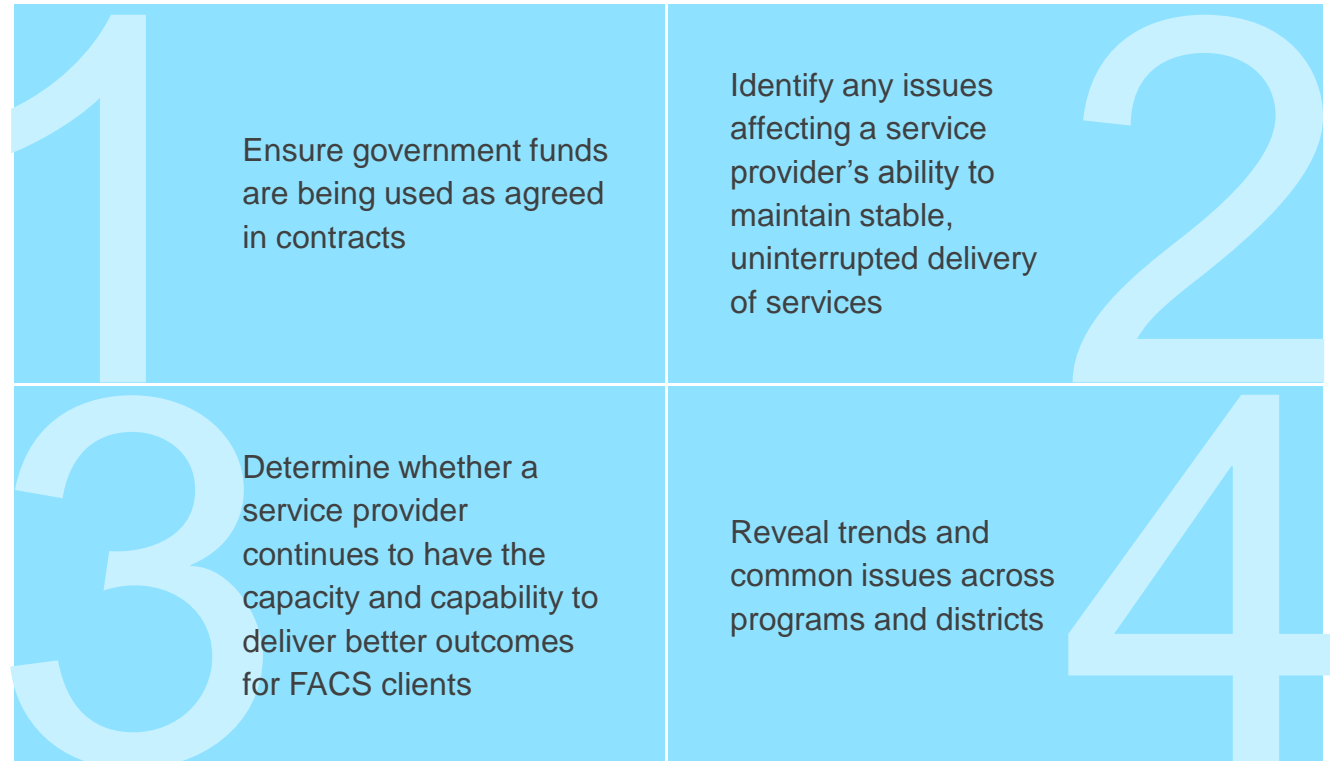 1
Ensure government funds
are being used as agreed
in contracts
2
Identify any issues
affecting a service
provider’s ability to
maintain stable,
uninterrupted delivery
of services
3
Determine whether a
service provider
continues to have the
capacity and capability to
deliver better outcomes
for FACS clients
4
Reveal trends and
common issues across
programs and districts